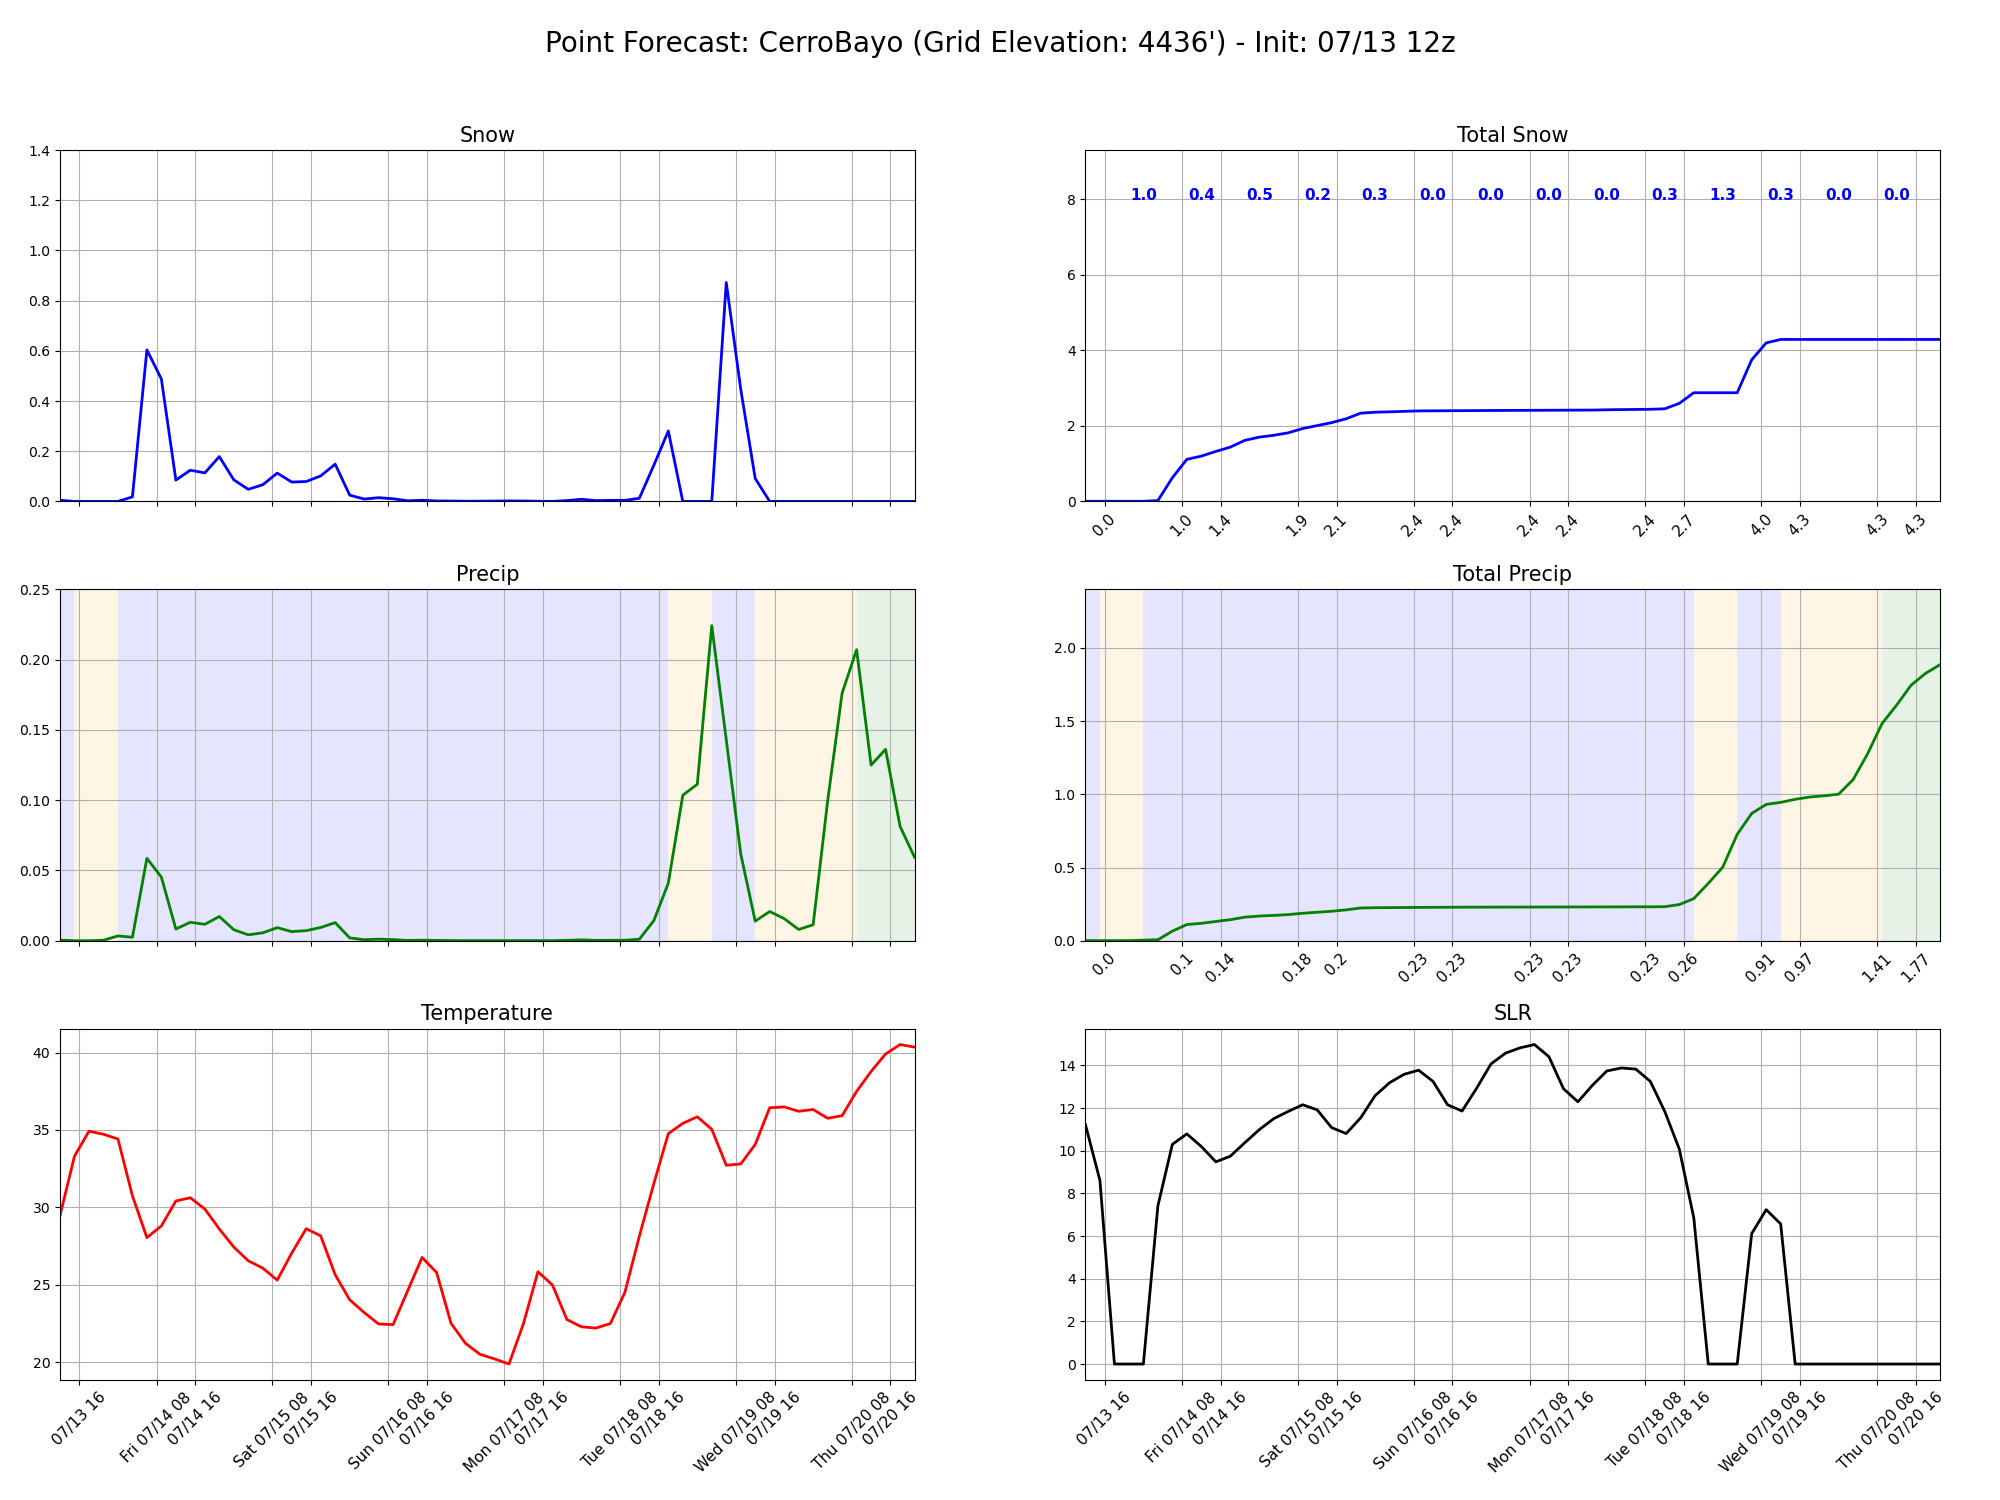 Point Forecast: CerroBayo (Grid Elevation: 4436') - Init: 07/13 12z
Snow
1.4
1.2
1.0
0.8
0.6
0.4
0.2
0.0
Total Snow
8
6
4
2
0
1.0 0.4 0.5 0.2 0.3 0.0 0.0 0.0 0.0 0.3 1.3 0.3 0.0 0.0
0.0 1.0 1.4 1.9 2.1 2.4 2.4 2.4 2.4 2.4 2.7 4.0 4.3 4.3 4.3
Precip
0.25
0.20
0.15
0.10
0.05
0.00
Total Precip
2.0
1.5
1.0
0.5
0.0
0.0 0.1 0.14 0.18 0.2 0.23 0.23 0.23 0.23 0.23 0.26 0.91 0.97 1.41 1.77
Temperature
40
35
30
25
20
07/13 16
Fri 07/14 08
07/14 16
Sat 07/15 08
07/15 16
Sun 07/16 08
07/16 16
Mon 07/17 08
07/17 16
Tue 07/18 08
07/18 16
Wed 07/19 08
07/19 16
Thu 07/20 08
07/20 16
SLR
14
12
10
8
6
4
2
0
07/13 16
Fri 07/14 08
07/14 16
Sat 07/15 08
07/15 16
Sun 07/16 08
07/16 16
Mon 07/17 08
07/17 16
Tue 07/18 08
07/18 16
Wed 07/19 08
07/19 16
Thu 07/20 08
07/20 16